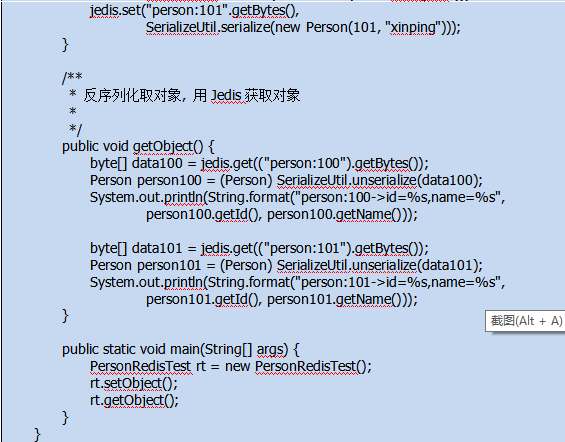 jedis.set("person:101".getBytes(),
SerializeUtil.serialize(new Person(101, "xinping")));
}
/**
* 反序列化取对象，用 Jedis 获取对象
*
*/
public void getObject() {
byte[] data100 = jedis.get(("person:100").getBytes());
Person person100 = (Person) SerializeUtil.unserialize(data100);
System.out.println(String.format("person:100->id=%s,name=%s",
person100.getId(), person100.getName()));
byte[] data101 = jedis.get(("person:101").getBytes());
Person person101 = (Person) SerializeUtil.unserialize(data101);
System.out.println(String.format("person:101->id=%s,name=%s",
person101.getId(), person101.getName()));
}
截图(Alt + A)
public static void main(String[] args) {
PersonRedisTest rt = new PersonRedisTest();
rt.setObject();
rt.getObject();
}
}